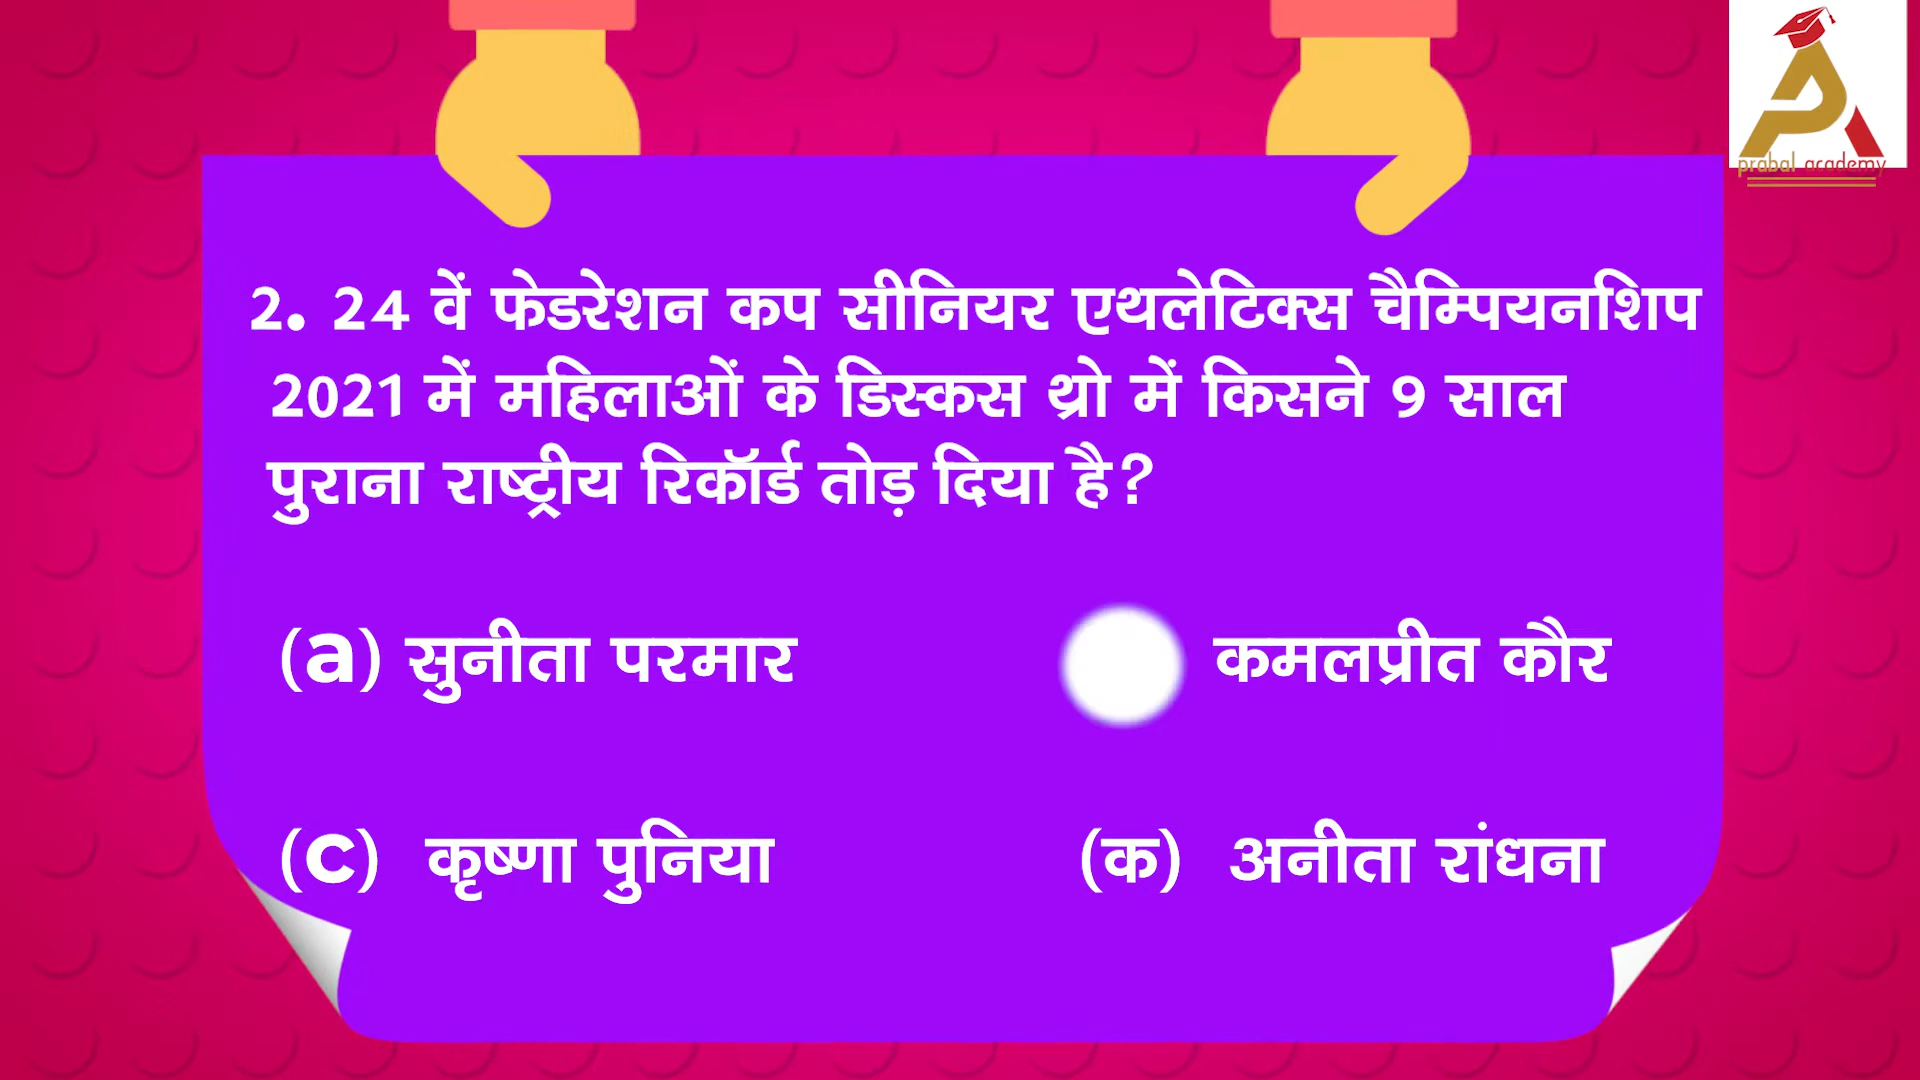 prabal academy
2. 24 वें फेडरेशन कप सीनियर एथलेटिक्स चैम्पियनशिप
2021 में महिलाओं के डिस्कस थ्रो में किसने 9 साल
पुराना राष्ट्रीय रिकॉर्ड तोड़ दिया है?
(a) सुनीता परमार
कमलप्रीत कौर
(c) कृष्णा पुनिया
(क) अनीता रांधना